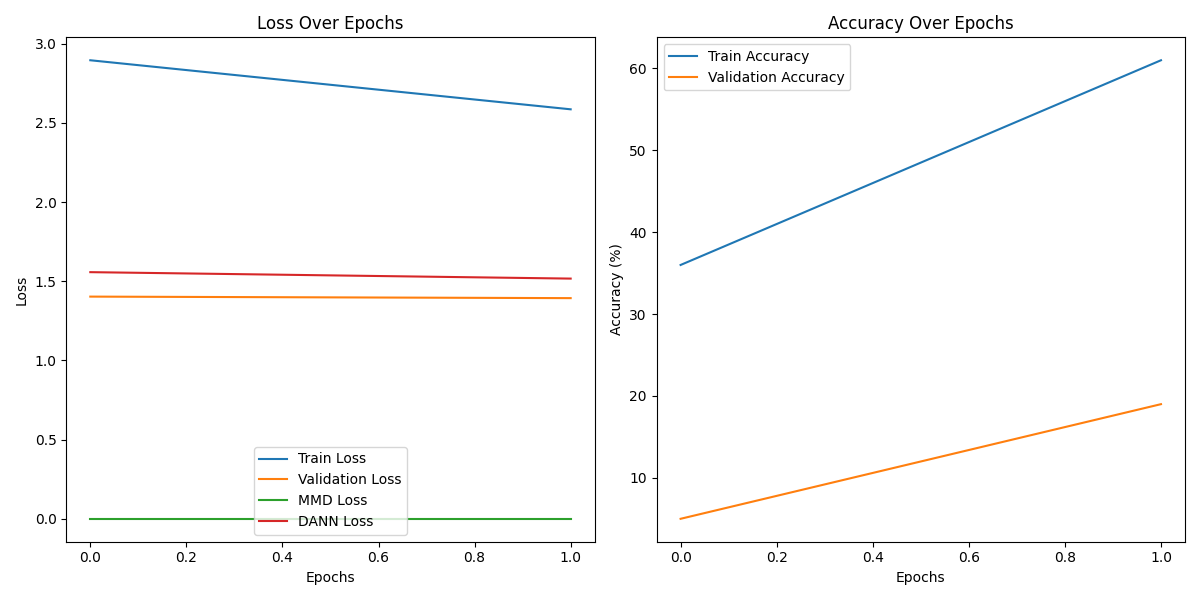 Loss Over Epochs
3.0
2.5
2.0
1.5
1.0
0.5
0.0
Loss
Train Loss
Validation Loss
MMD Loss
DANN Loss
0.0 0.2 0.4 0.6 0.8 1.0
Epochs
Accuracy Over Epochs
Train Accuracy
Validation Accuracy
60
50
40
30
20
10
Accuracy (%)
0.0 0.2 0.4 0.6 0.8 1.0
Epochs